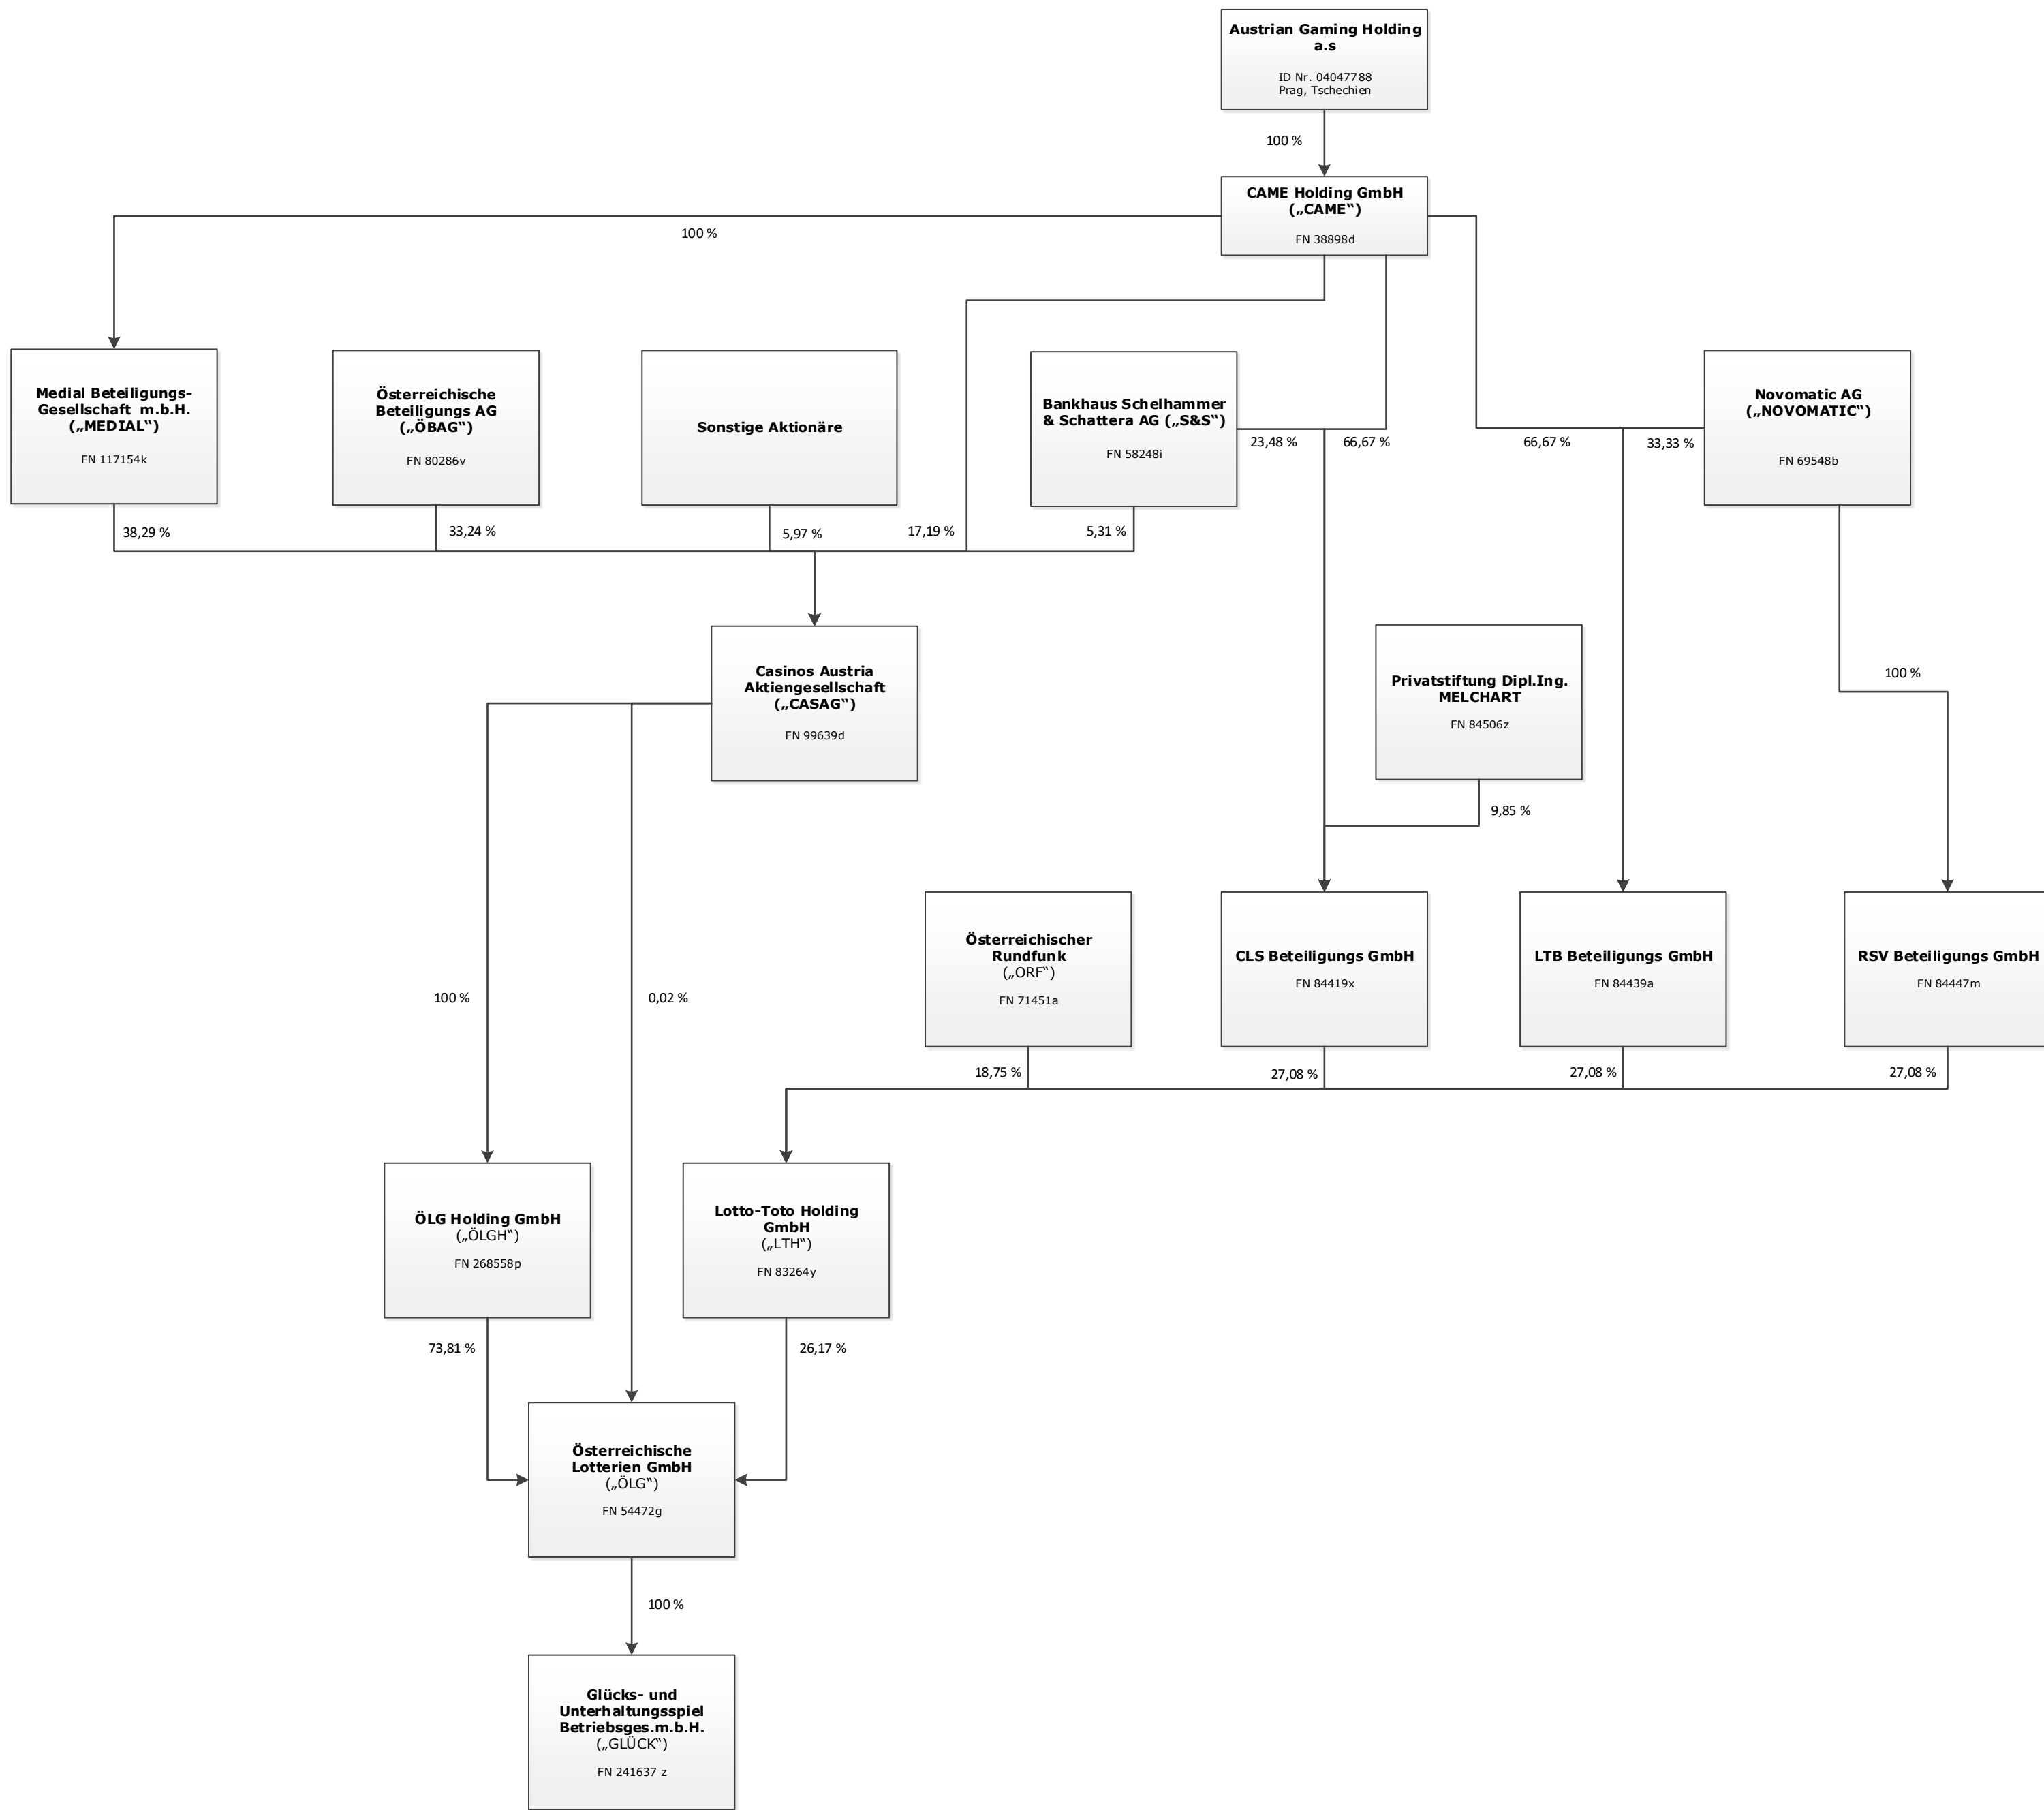 Austrian Gaming Holding
a.s
ID Nr. 04047788
Prag, Tschechien
100 %
CAME Holding GmbH
(„CAME“)
FN 38898d
100 %
Medial Beteiligungs-
Gesellschaft m.b.H.
(„MEDIAL“)
FN 117154k
Österreichische
Beteiligungs AG
(„ÖBAG“)
FN 80286v
Sonstige Aktionäre
Bankhaus Schelhammer
& Schattera AG („S&S“)
FN 58248i
Novomatic AG
(„NOVOMATIC“)
FN 69548b
23,48 %
66,67 %
66,67 %
33,33 %
38,29 %
33,24 %
5,97 %
17,19 %
5,31 %
Casinos Austria
Aktiengesellschaft
(„CASAG“)
FN 99639d
Privatstiftung Dipl.Ing.
MELCHART
FN 84506z
100 %
9,85 %
Österreichischer
Rundfunk
(„ORF“)
FN 71451a
CLS Beteiligungs GmbH
FN 84419x
LTB Beteiligungs GmbH
FN 84439a
RSV Beteiligungs GmbH
FN 84447m
100 %
0,02 %
18,75 %
27,08 %
27,08 %
27,08 %
ÖLG Holding GmbH
(„ÖLGH“)
FN 268558p
Lotto-Toto Holding
GmbH
(„LTH“)
FN 83264y
73,81 %
26,17 %
Österreichische
Lotterien GmbH
(„ÖLG“)
FN 54472g
100 %
Glücks- und
Unterhaltungsspiel
Betriebsges.m.b.H.
(„GLÜCK“)
FN 241637 z